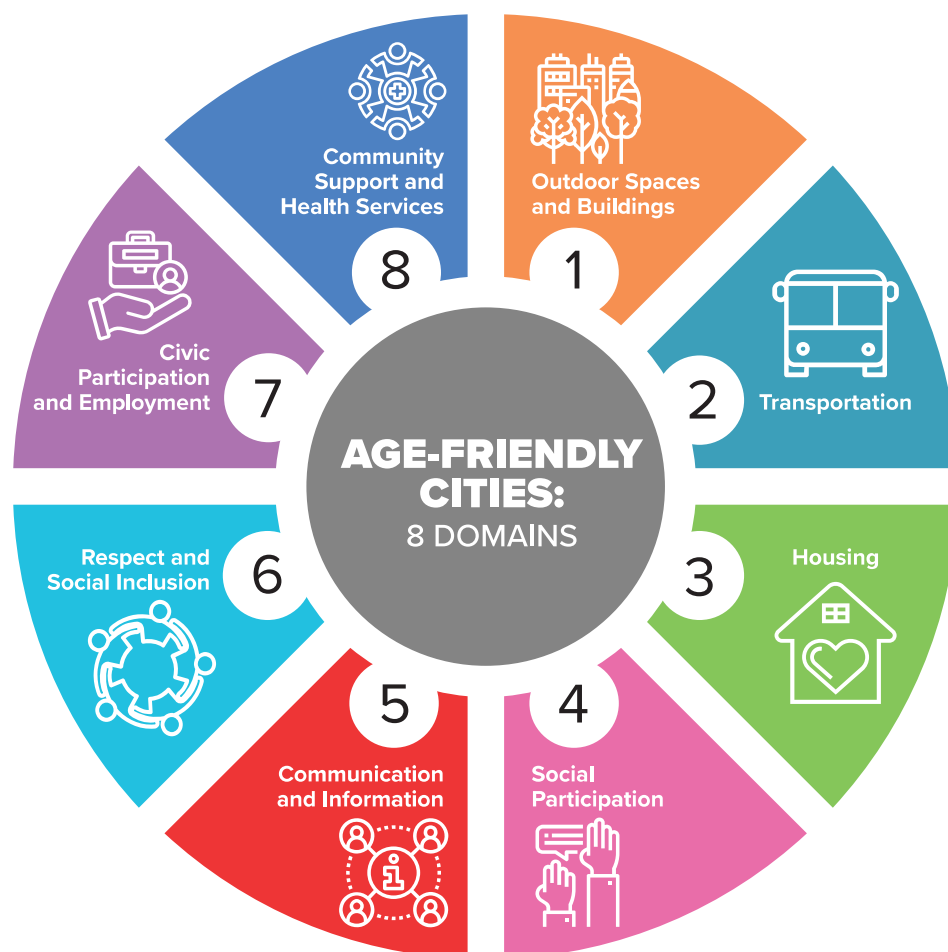 AGE-FRIENDLY
CITIES:
8 DOMAINS
1
Outdoor Spaces
and Buildings
2
Transportation
3
Housing
4
Social
Participation
5
Communication
and Information
6
Respect and
Social Inclusion
7
Civic
Participation
and Employment
8
Community
Support and
Health Services